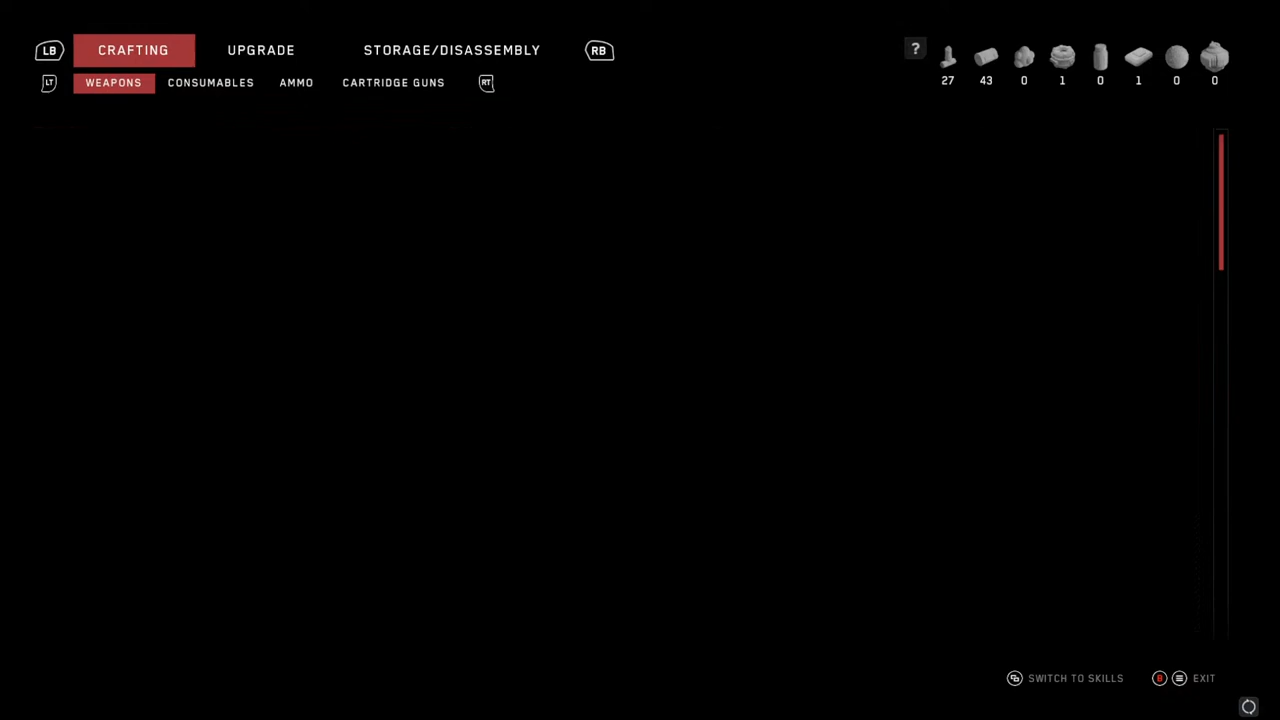 LB CRAFTING UPGRADE STORAGE/DISASSEMBLY RB ?
LT WEAPONS CONSUMABLES AMMO CARTRIDGE GUNS RT
27 43 0 1 0 1 0 0
SWITCH TO SKILLS B EXIT